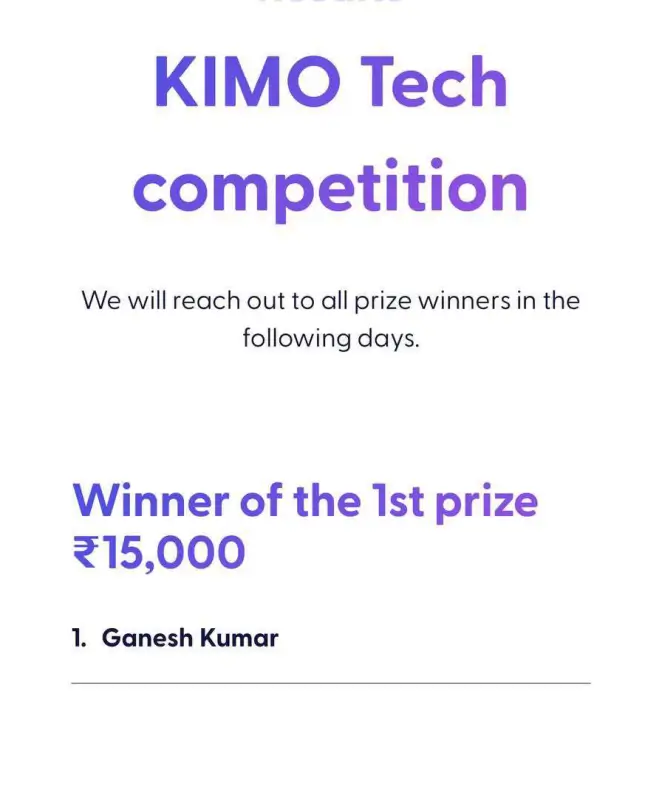 KIMO Tech
competition
We will reach out to all prize winners in the
following days.
Winner of the 1st prize
₹15,000
1. Ganesh Kumar